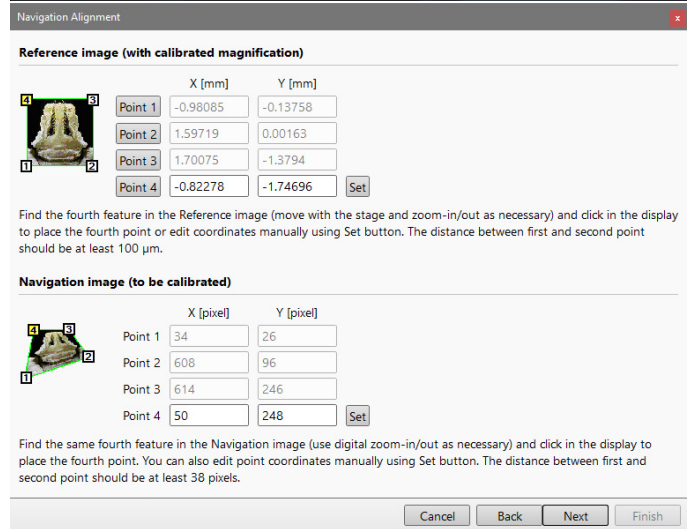 Navigation Alignment
x
Reference image (with calibrated magnification)
X [mm] Y [mm]
4 3
1 2
Point 1 -0.98085 -0.13758
Point 2 1.59719 0.00163
Point 3 1.70075 -1.3794
Point 4 -0.82278 -1.74696 Set
Find the fourth feature in the Reference image (move with the stage and zoom-in/out as necessary) and click in the display
to place the fourth point or edit coordinates manually using Set button. The distance between first and second point
should be at least 100 µm.
Navigation image (to be calibrated)
X [pixel] Y [pixel]
4 3
2
1
Point 1 34 26
Point 2 608 96
Point 3 614 246
Point 4 50 248 Set
Find the same fourth feature in the Navigation image (use digital zoom-in/out as necessary) and click in the display to
place the fourth point. You can also edit point coordinates manually using Set button. The distance between first and
second point should be at least 38 pixels.
Cancel Back Next Finish